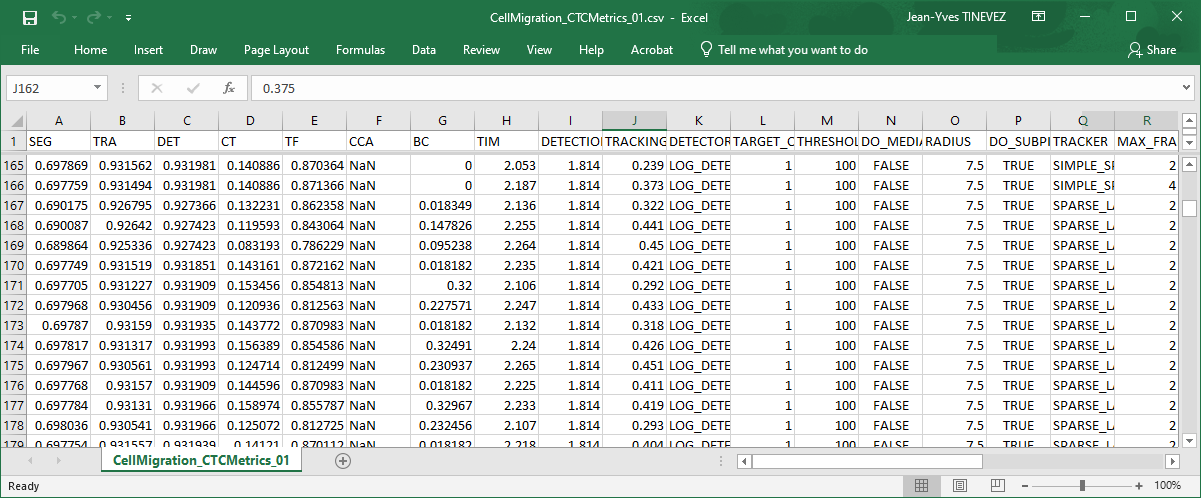 CellMigration_CTCMetrics_01.csv - Excel Jean-Yves TINEVEZ
File Home Insert Draw Page Layout Formulas Data Review View Help Acrobat Tell me what you want to do Share
J162 fx 0.375
A B C D E F G H I J K L M N O P Q R
1 SEG TRA DET CT TF CCA BC TIM DETECTIO TRACKING DETECTOR TARGET_C THRESHOL DO_MEDIA RADIUS DO_SUBPI TRACKER MAX_FRA
165 0.697869 0.931562 0.931981 0.140886 0.870364 NaN 0 2.053 1.814 0.239 LOG_DETE 1 100 FALSE 7.5 TRUE SIMPLE_SP 2
166 0.697759 0.931494 0.931981 0.140886 0.871366 NaN 0 2.187 1.814 0.373 LOG_DETE 1 100 FALSE 7.5 TRUE SIMPLE_SP 4
167 0.690175 0.926795 0.927366 0.132231 0.862358 NaN 0.018349 2.136 1.814 0.322 LOG_DETE 1 100 FALSE 7.5 TRUE SPARSE_LA 2
168 0.690087 0.92642 0.927423 0.119593 0.843064 NaN 0.147826 2.255 1.814 0.441 LOG_DETE 1 100 FALSE 7.5 TRUE SPARSE_LA 2
169 0.689864 0.925336 0.927423 0.083193 0.786229 NaN 0.095238 2.264 1.814 0.45 LOG_DETE 1 100 FALSE 7.5 TRUE SPARSE_LA 2
170 0.697749 0.931519 0.931851 0.143161 0.872162 NaN 0.018182 2.235 1.814 0.421 LOG_DETE 1 100 FALSE 7.5 TRUE SPARSE_LA 2
171 0.697705 0.931227 0.931909 0.153456 0.854813 NaN 0.32 2.106 1.814 0.292 LOG_DETE 1 100 FALSE 7.5 TRUE SPARSE_LA 2
172 0.697968 0.930456 0.931909 0.120936 0.812563 NaN 0.227571 2.247 1.814 0.433 LOG_DETE 1 100 FALSE 7.5 TRUE SPARSE_LA 2
173 0.69787 0.93159 0.931935 0.143772 0.870983 NaN 0.018182 2.132 1.814 0.318 LOG_DETE 1 100 FALSE 7.5 TRUE SPARSE_LA 2
174 0.697817 0.931317 0.931993 0.156389 0.854586 NaN 0.32491 2.24 1.814 0.426 LOG_DETE 1 100 FALSE 7.5 TRUE SPARSE_LA 2
175 0.697967 0.930561 0.931993 0.124714 0.812499 NaN 0.230937 2.265 1.814 0.451 LOG_DETE 1 100 FALSE 7.5 TRUE SPARSE_LA 2
176 0.697768 0.93157 0.931909 0.144596 0.870983 NaN 0.018182 2.225 1.814 0.411 LOG_DETE 1 100 FALSE 7.5 TRUE SPARSE_LA 2
177 0.697784 0.93131 0.931966 0.158974 0.855787 NaN 0.32967 2.233 1.814 0.419 LOG_DETE 1 100 FALSE 7.5 TRUE SPARSE_LA 2
178 0.698036 0.930541 0.931966 0.125072 0.812725 NaN 0.232456 2.107 1.814 0.293 LOG_DETE 1 100 FALSE 7.5 TRUE SPARSE_LA 2
179 0.697754 0.931557 0.931939 0.14121 0.870112 NaN 0.018182 2.218 1.814 0.404 LOG_DETE 1 100 FALSE 7.5 TRUE SPARSE_LA 2
CellMigration_CTCMetrics_01
Ready 100%